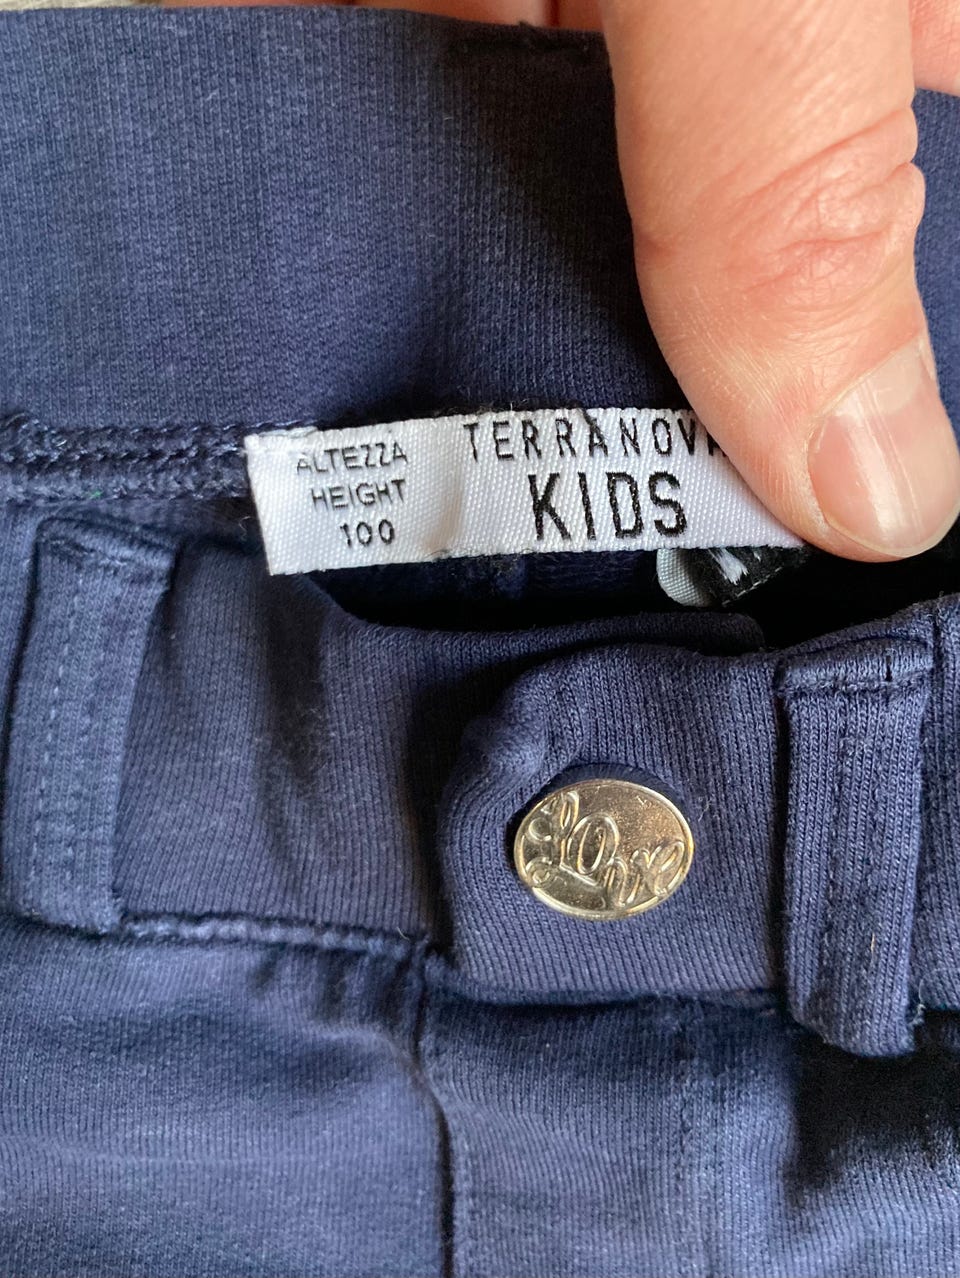 ALTEZZA
HEIGHT
100
TERRANOVA
KIDS
Love